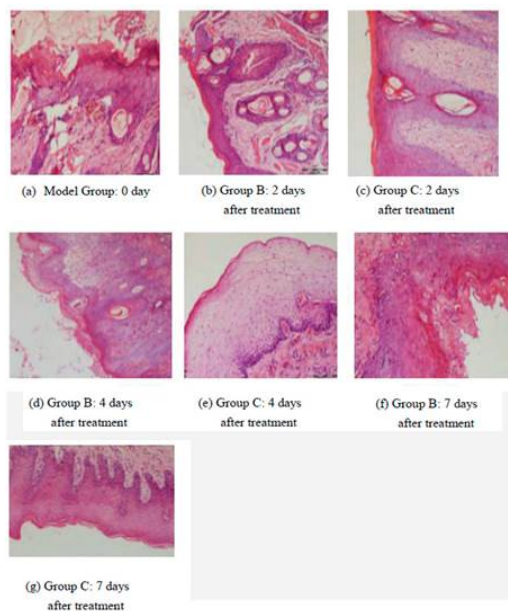 (a) Model Group: 0 day
(b) Group B: 2 days
after treatment
(c) Group C: 2 days
after treatment
(d) Group B: 4 days
after treatment
(e) Group C: 4 days
after treatment
(f) Group B: 7 days
after treatment
(g) Group C: 7 days
after treatment